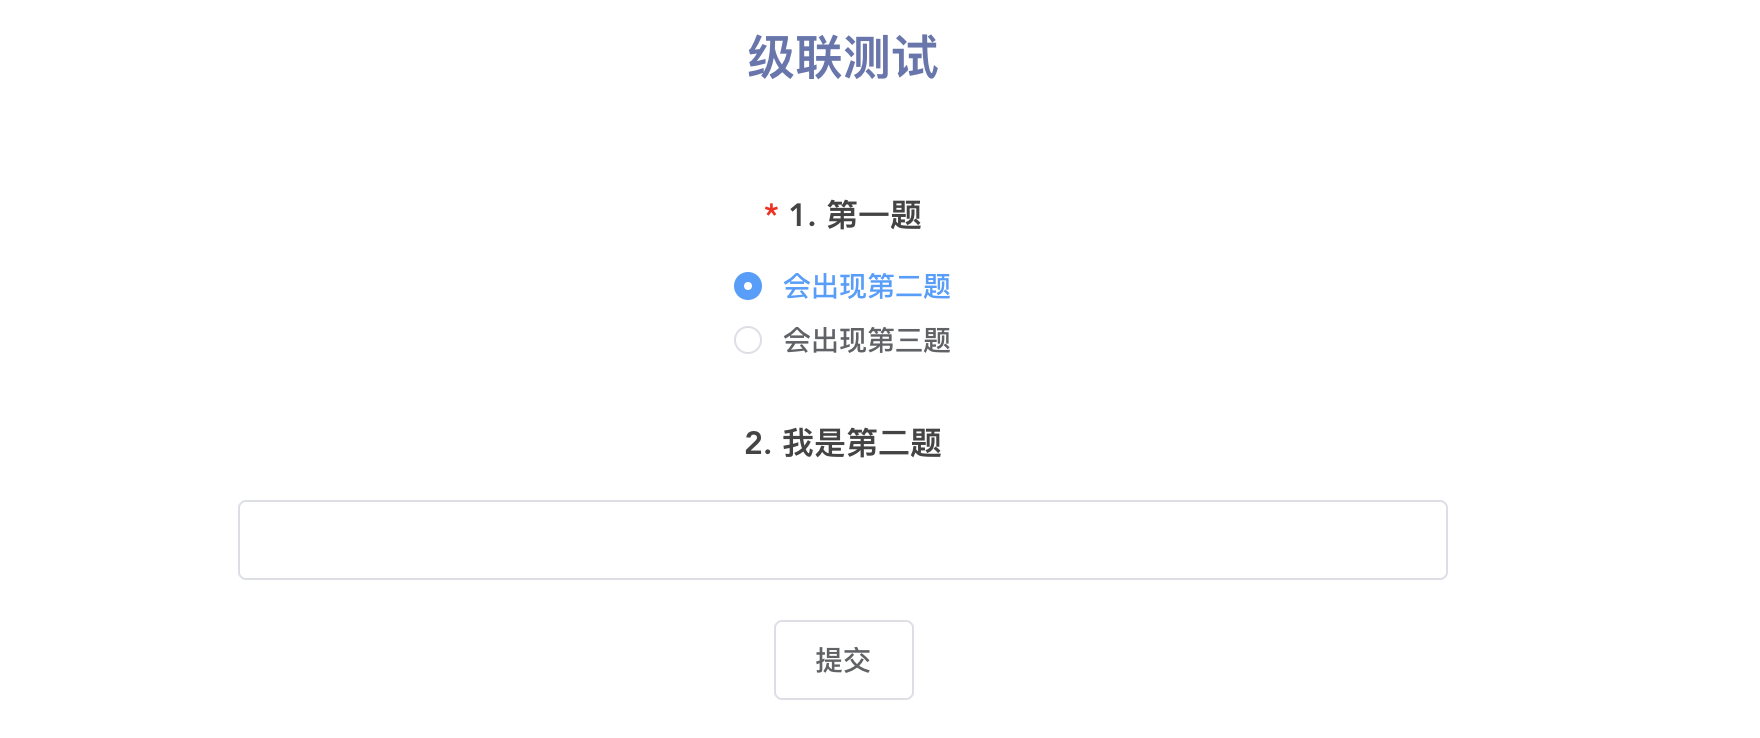 级联测试
* 1. 第一题
会出现第二题
会出现第三题
2. 我是第二题
提交